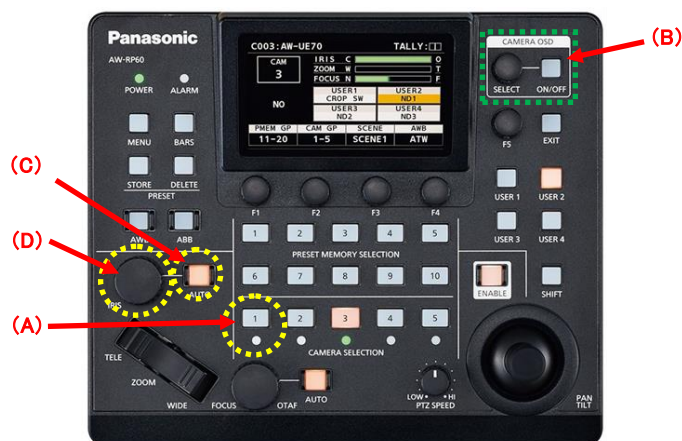 Panasonic
AW-RP60
POWER
ALARM
MENU
BARS
STORE
DELETE
PRESET
AWB
ABB
(C)
(D)
(A)
(B)
IRIS
AUTO
TELE
ZOOM
WIDE
C003:AW-UE70
TALLY:
CAM
3
NO
IRIS C O
ZOOM W T
FOCUS N F
USER1
CROP SW
USER2
ND1
USER3
ND2
USER4
ND3
PMEM GP
CAM GP
SCENE
AWB
11-20
1-5
SCENE1
ATW
F1
F2
F3
F4
1
2
3
4
5
PRESET MEMORY SELECTION
6
7
8
9
10
1
2
3
4
5
CAMERA SELECTION
FOCUS
OTAF
AUTO
LOW
HI
PTZ SPEED
CAMERA OSD
SELECT
ON/OFF
F5
EXIT
USER 1
USER 2
USER 3
USER 4
ENABLE
SHIFT
PAN
TILT